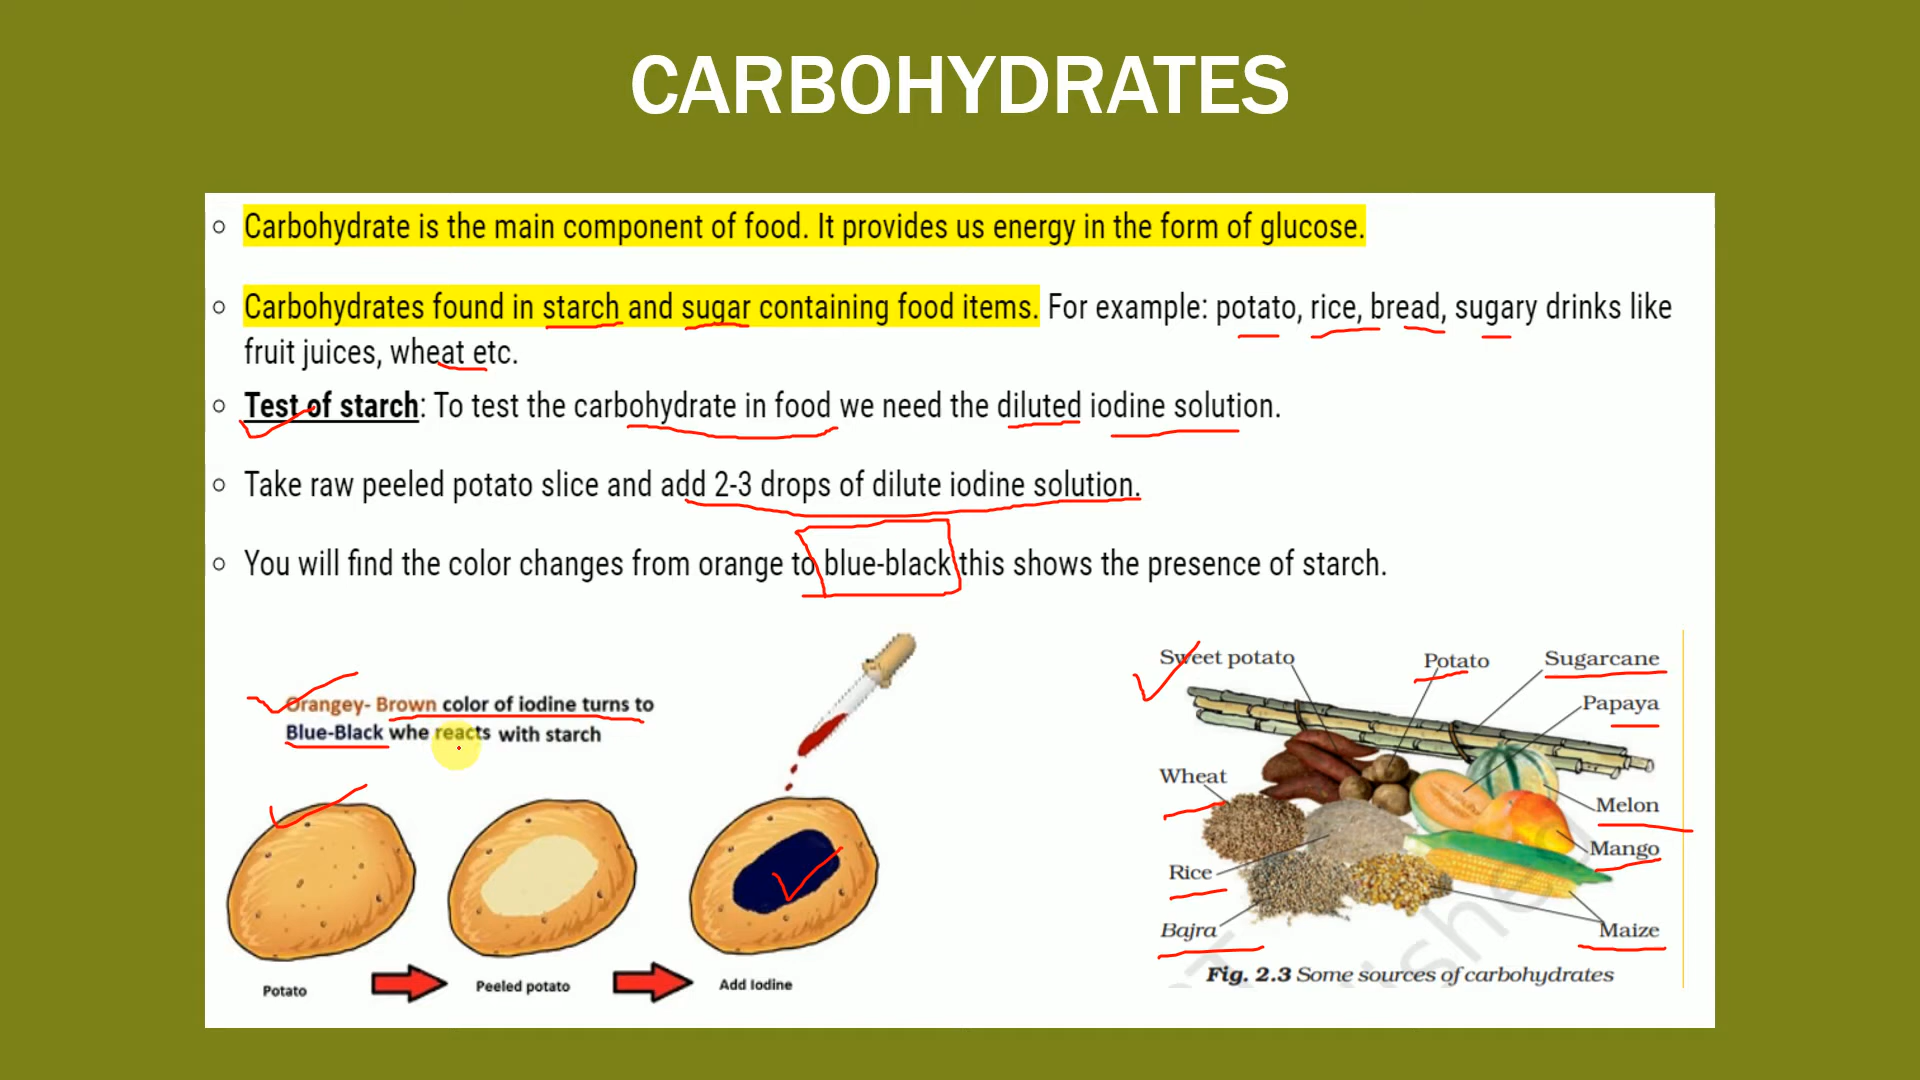 CARBOHYDRATES
Carbohydrate is the main component of food. It provides us energy in the form of glucose.
Carbohydrates found in starch and sugar containing food items. For example: potato, rice, bread, sugary drinks like
fruit juices, wheat etc.
Test of starch: To test the carbohydrate in food we need the diluted iodine solution.
Take raw peeled potato slice and add 2-3 drops of dilute iodine solution.
You will find the color changes from orange to blue-black this shows the presence of starch.
Orangey- Brown color of iodine turns to
Blue-Black whe reacts with starch
Potato
Peeled potato
Add Iodine
Sweet potato
Potato
Sugarcane
Papaya
Wheat
Melon
Mango
Rice
Bajra
Maize
Fig. 2.3 Some sources of carbohydrates